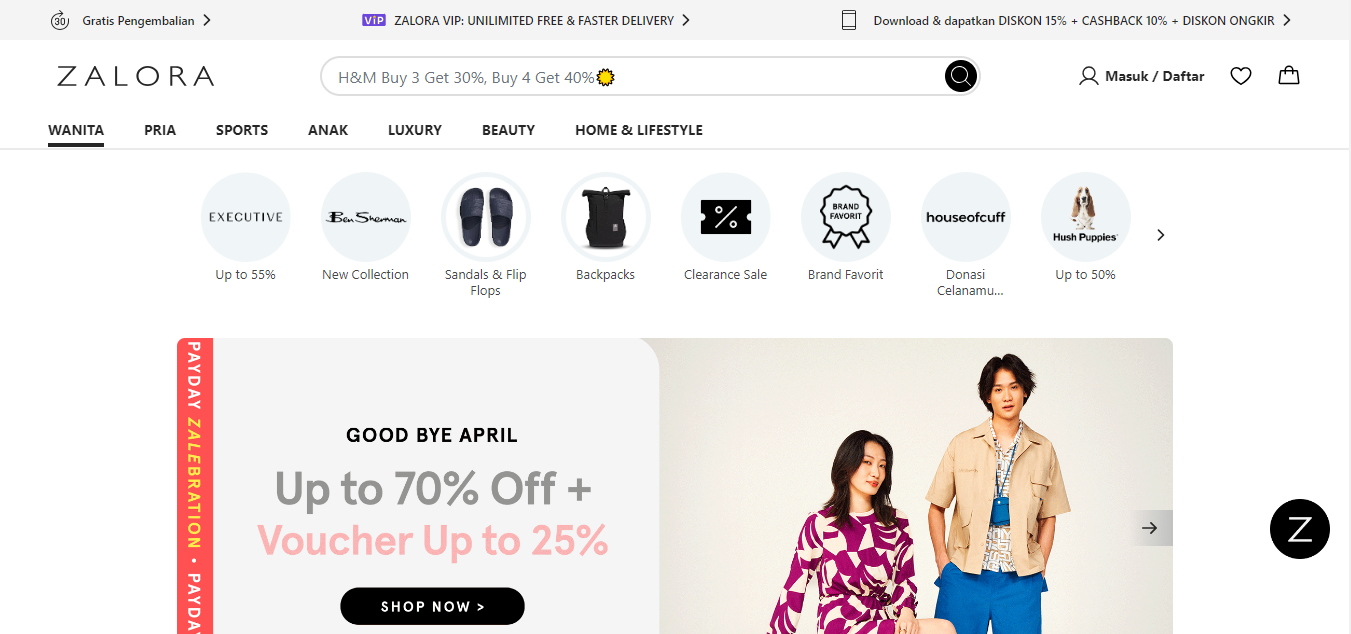 30 Gratis Pengembalian
ViP ZALORA VIP: UNILIMITED FREE & FASTER DELIVERY
Download & dapatkan DISKON 15% + CASHBACK 10% + DISKON ONGKIR
ZALORA
H&M Buy 3 Get 30%, Buy 4 Get 40%
Masuk / Daftar
WANITA PRIA SPORTS ANAK LUXURY BEAUTY HOME & LIFESTYLE
EXECUTIVE
Up to 55%
Ben Sherman
New Collection
Sandals & Flip
Flops
Backpacks
%
Clearance Sale
BRAND
FAVORIT
Brand Favorit
houseofcuff
Donasi
Celanamu...
Hush Puppies
Up to 50%
PAYDAY ZALEBRATION • PAYDAY
GOOD BYE APRIL
Up to 70% Off +
Voucher Up to 25%
SHOP NOW >
Z